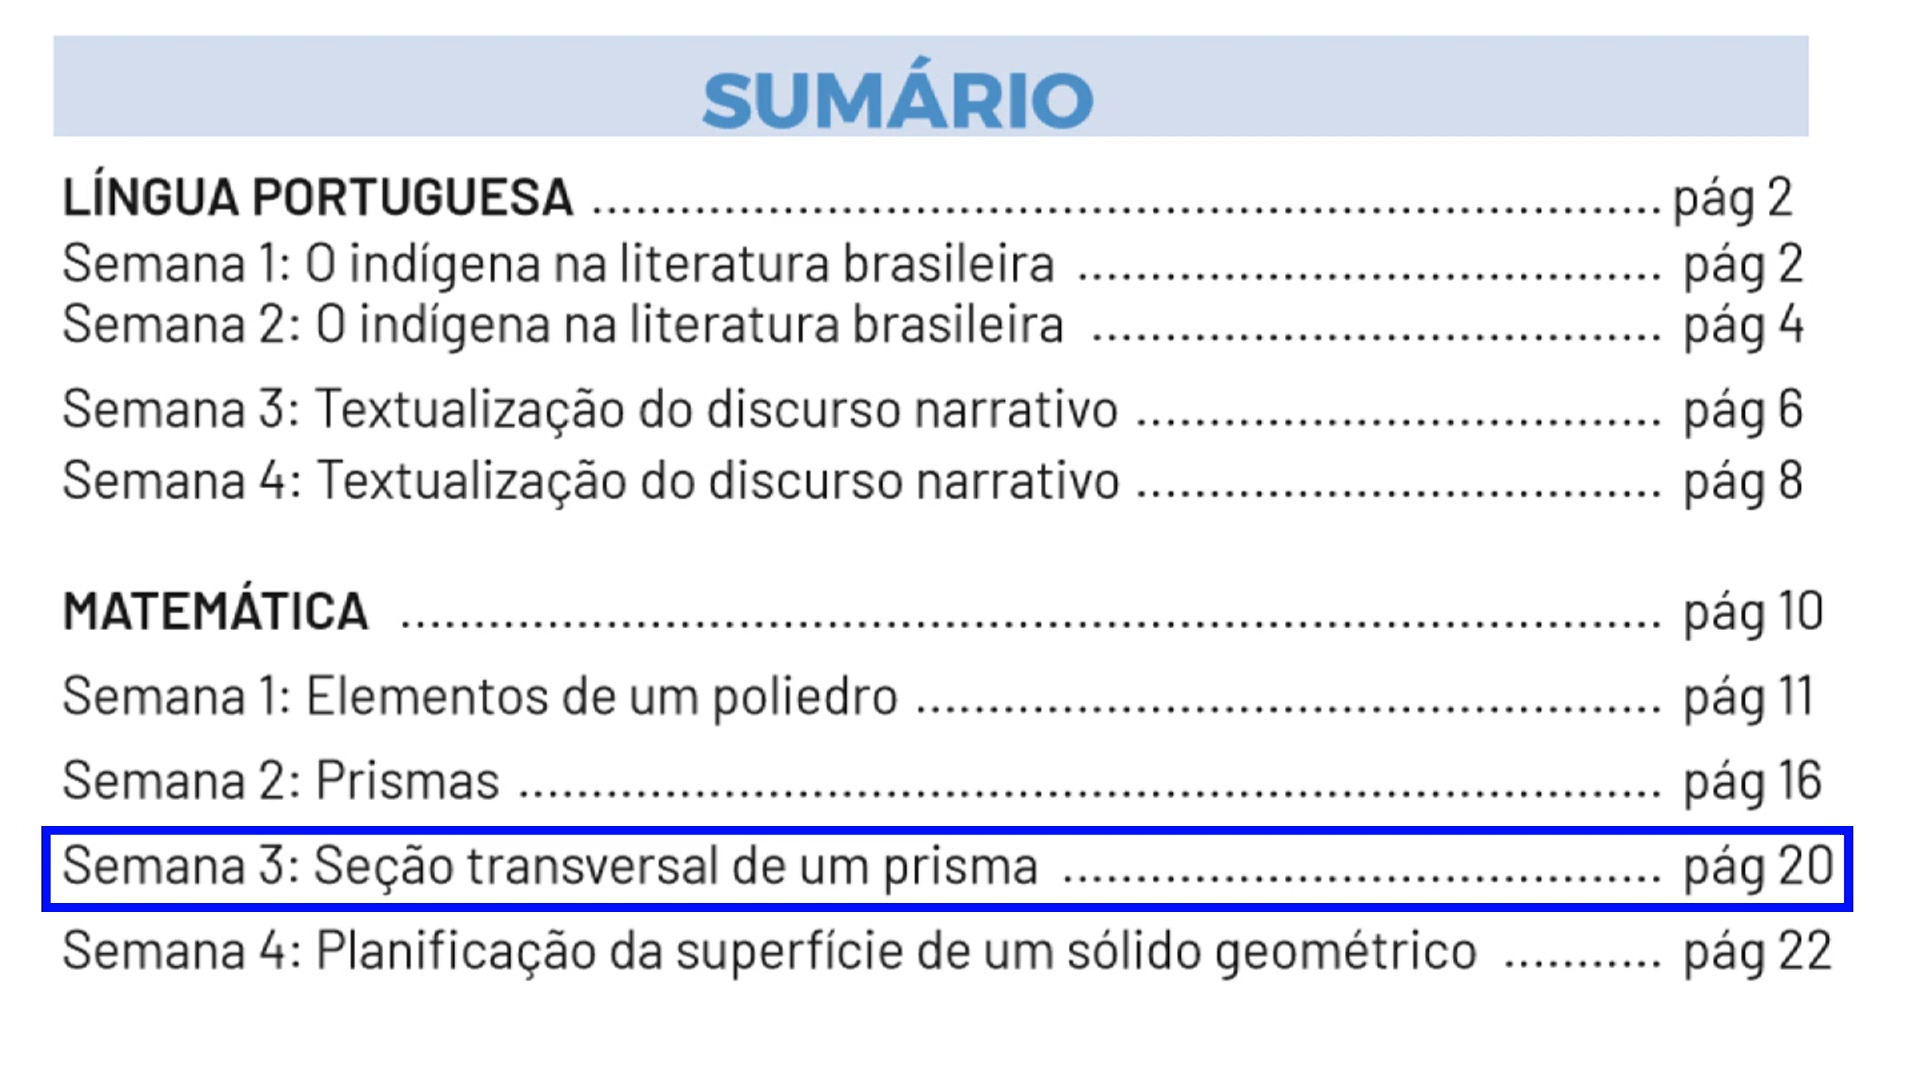 SUMÁRIO
LÍNGUA PORTUGUESA ........................................................................... pág 2
Semana 1: O indígena na literatura brasileira ......................................... pág 2
Semana 2: O indígena na literatura brasileira ........................................ pág 4
Semana 3: Textualização do discurso narrativo ..................................... pág 6
Semana 4: Textualização do discurso narrativo ..................................... pág 8
MATEMÁTICA ......................................................................................... pág 10
Semana 1: Elementos de um poliedro .................................................... pág 11
Semana 2: Prismas ................................................................................ pág 16
Semana 3: Seção transversal de um prisma .......................................... pág 20
Semana 4: Planificação da superfície de um sólido geométrico ........... pág 22